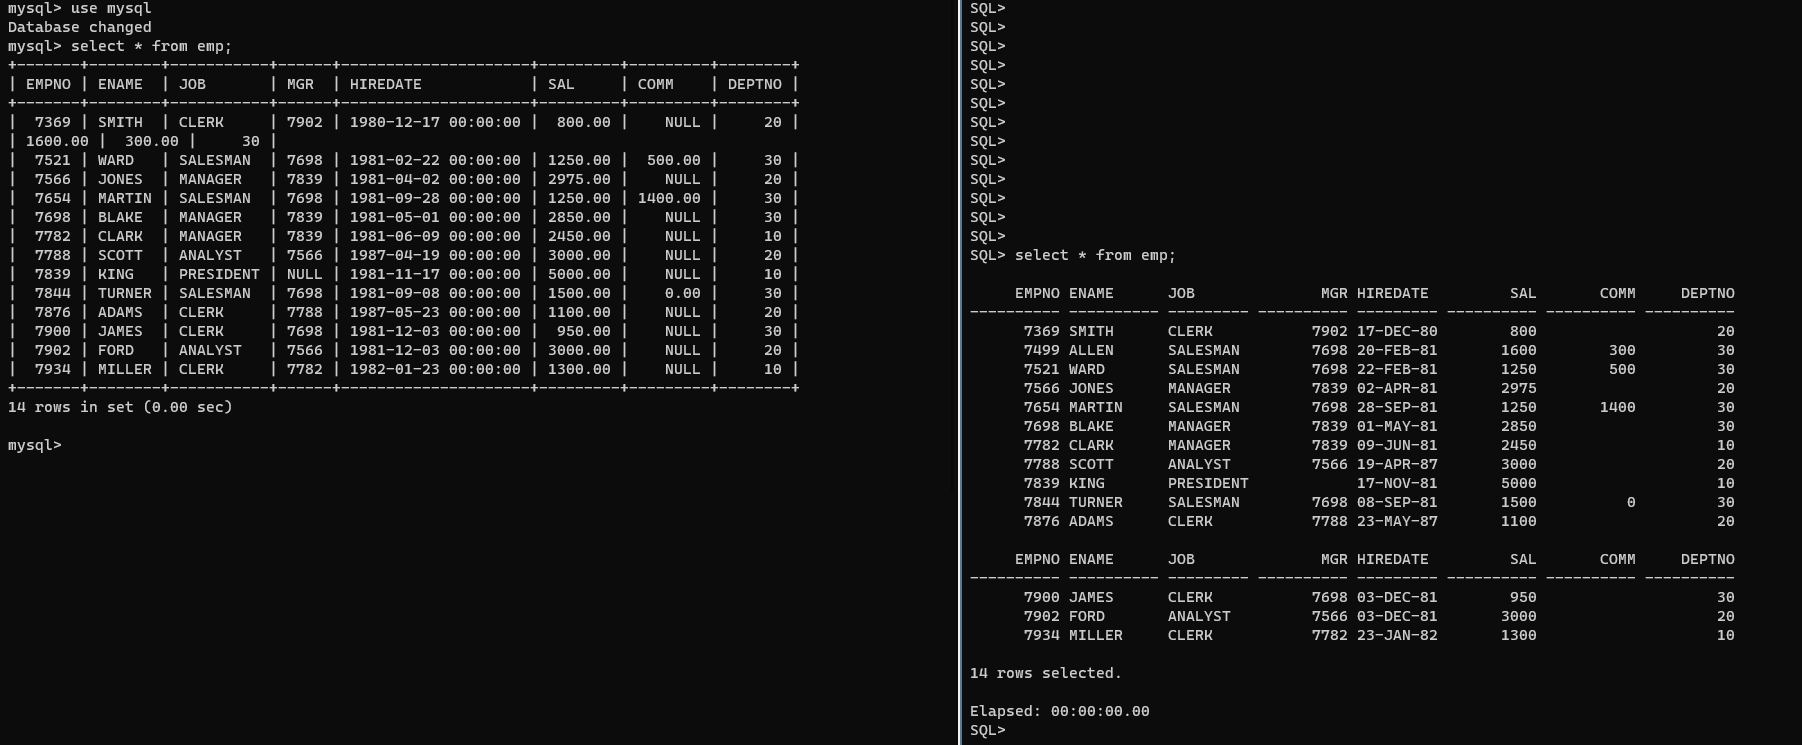 mysql> use mysql
Database changed
mysql> select * from emp;
+-------+--------+-----------+------+---------------------+---------+---------+--------+
| EMPNO | ENAME  | JOB       | MGR  | HIREDATE            | SAL     | COMM    | DEPTNO |
+-------+--------+-----------+------+---------------------+---------+---------+--------+
|  7369 | SMITH  | CLERK     | 7902 | 1980-12-17 00:00:00 |  800.00 |    NULL |     20 |
| 1600.00 |  300.00 |     30 |
|  7521 | WARD   | SALESMAN  | 7698 | 1981-02-22 00:00:00 | 1250.00 |  500.00 |     30 |
|  7566 | JONES  | MANAGER   | 7839 | 1981-04-02 00:00:00 | 2975.00 |    NULL |     20 |
|  7654 | MARTIN | SALESMAN  | 7698 | 1981-09-28 00:00:00 | 1250.00 | 1400.00 |     30 |
|  7698 | BLAKE  | MANAGER   | 7839 | 1981-05-01 00:00:00 | 2850.00 |    NULL |     30 |
|  7782 | CLARK  | MANAGER   | 7839 | 1981-06-09 00:00:00 | 2450.00 |    NULL |     10 |
|  7788 | SCOTT  | ANALYST   | 7566 | 1987-04-19 00:00:00 | 3000.00 |    NULL |     20 |
|  7839 | KING   | PRESIDENT | NULL | 1981-11-17 00:00:00 | 5000.00 |    NULL |     10 |
|  7844 | TURNER | SALESMAN  | 7698 | 1981-09-08 00:00:00 | 1500.00 |    0.00 |     30 |
|  7876 | ADAMS  | CLERK     | 7788 | 1987-05-23 00:00:00 | 1100.00 |    NULL |     20 |
|  7900 | JAMES  | CLERK     | 7698 | 1981-12-03 00:00:00 |  950.00 |    NULL |     30 |
|  7902 | FORD   | ANALYST   | 7566 | 1981-12-03 00:00:00 | 3000.00 |    NULL |     20 |
|  7934 | MILLER | CLERK     | 7782 | 1982-01-23 00:00:00 | 1300.00 |    NULL |     10 |
+-------+--------+-----------+------+---------------------+---------+---------+--------+
14 rows in set (0.00 sec)
mysql>
SQL>
SQL>
SQL>
SQL>
SQL>
SQL>
SQL>
SQL>
SQL>
SQL>
SQL>
SQL>
SQL>
SQL> select * from emp;
     EMPNO ENAME      JOB              MGR HIREDATE         SAL       COMM     DEPTNO
---------- ---------- --------- ---------- --------- ---------- ---------- ----------
      7369 SMITH      CLERK           7902 17-DEC-80        800                    20
      7499 ALLEN      SALESMAN        7698 20-FEB-81       1600        300         30
      7521 WARD       SALESMAN        7698 22-FEB-81       1250        500         30
      7566 JONES      MANAGER         7839 02-APR-81       2975                    20
      7654 MARTIN     SALESMAN        7698 28-SEP-81       1250       1400         30
      7698 BLAKE      MANAGER         7839 01-MAY-81       2850                    30
      7782 CLARK      MANAGER         7839 09-JUN-81       2450                    10
      7788 SCOTT      ANALYST         7566 19-APR-87       3000                    20
      7839 KING       PRESIDENT            17-NOV-81       5000                    10
      7844 TURNER     SALESMAN        7698 08-SEP-81       1500          0         30
      7876 ADAMS      CLERK           7788 23-MAY-87       1100                    20
     EMPNO ENAME      JOB              MGR HIREDATE         SAL       COMM     DEPTNO
---------- ---------- --------- ---------- --------- ---------- ---------- ----------
      7900 JAMES      CLERK           7698 03-DEC-81        950                    30
      7902 FORD       ANALYST         7566 03-DEC-81       3000                    20
      7934 MILLER     CLERK           7782 23-JAN-82       1300                    10
14 rows selected.
Elapsed: 00:00:00.00
SQL>